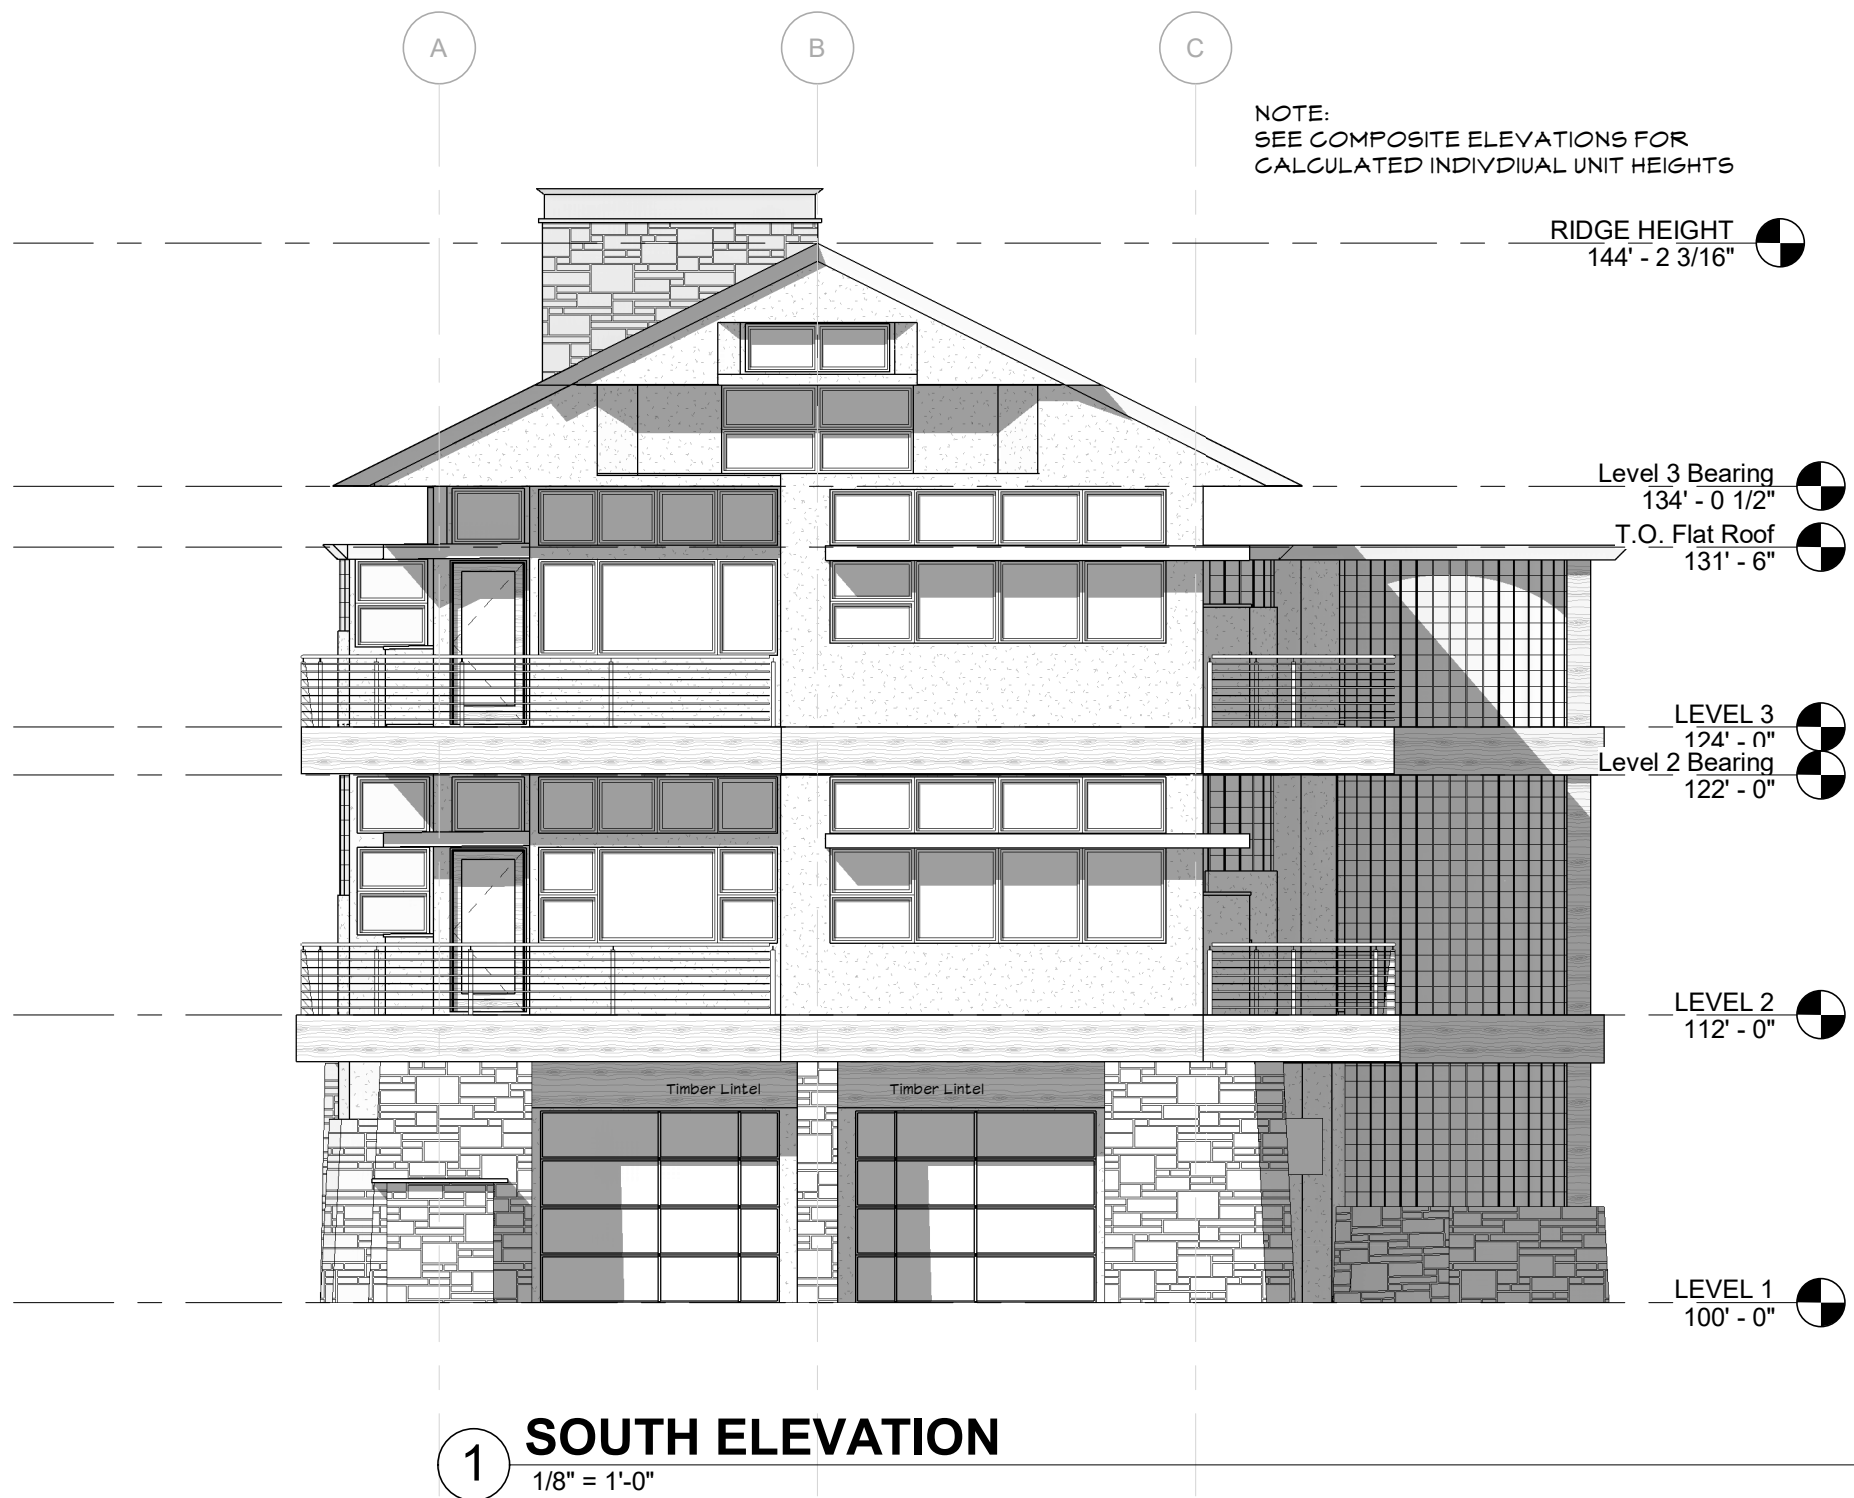 A
B
C
NOTE:
SEE COMPOSITE ELEVATIONS FOR
CALCULATED INDIVDIUAL UNIT HEIGHTS
RIDGE HEIGHT
144' - 2 3/16"
Level 3 Bearing
134' - 0 1/2"
T.O. Flat Roof
131' - 6"
LEVEL 3
124' - 0"
Level 2 Bearing
122' - 0"
LEVEL 2
112' - 0"
Timber Lintel
Timber Lintel
LEVEL 1
100' - 0"
1
SOUTH ELEVATION
1/8" = 1'-0"